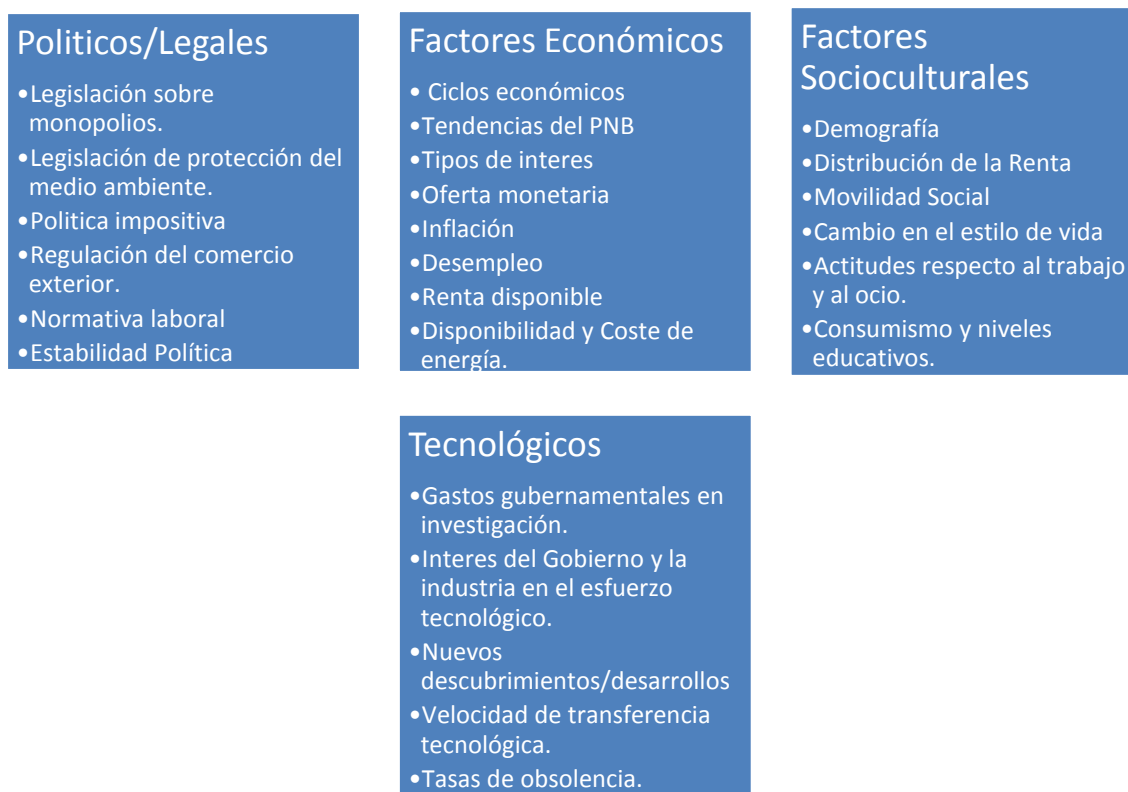 Politicos/Legales
•Legislación sobre
monopolios.
•Legislación de protección del
medio ambiente.
•Politica impositiva
•Regulación del comercio
exterior.
•Normativa laboral
•Estabilidad Política
Factores Económicos
• Ciclos económicos
•Tendencias del PNB
•Tipos de interes
•Oferta monetaria
•Inflación
•Desempleo
•Renta disponible
•Disponibilidad y Coste de
energía.
Factores
Socioculturales
•Demografía
•Distribución de la Renta
•Movilidad Social
•Cambio en el estilo de vida
•Actitudes respecto al trabajo
y al ocio.
•Consumismo y niveles
educativos.
Tecnológicos
•Gastos gubernamentales en
investigación.
•Interes del Gobierno y la
industria en el esfuerzo
tecnológico.
•Nuevos
descubrimientos/desarrollos
•Velocidad de transferencia
tecnológica.
•Tasas de obsolencia.